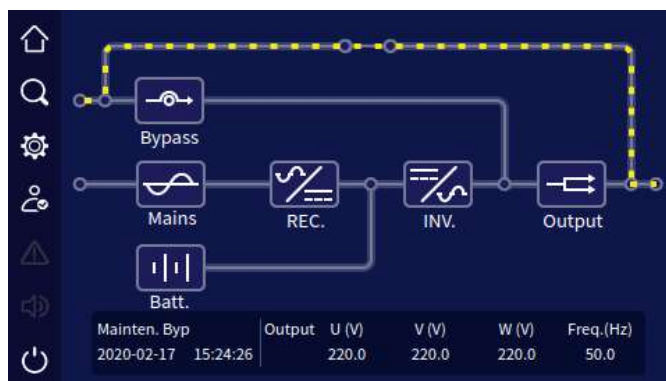 Bypass
Mains
REC.
INV.
Output
Batt.
Mainten. Byp Output U (V) V (V) W (V) Freq.(Hz)
2020-02-17 15:24:26 220.0 220.0 220.0 50.0